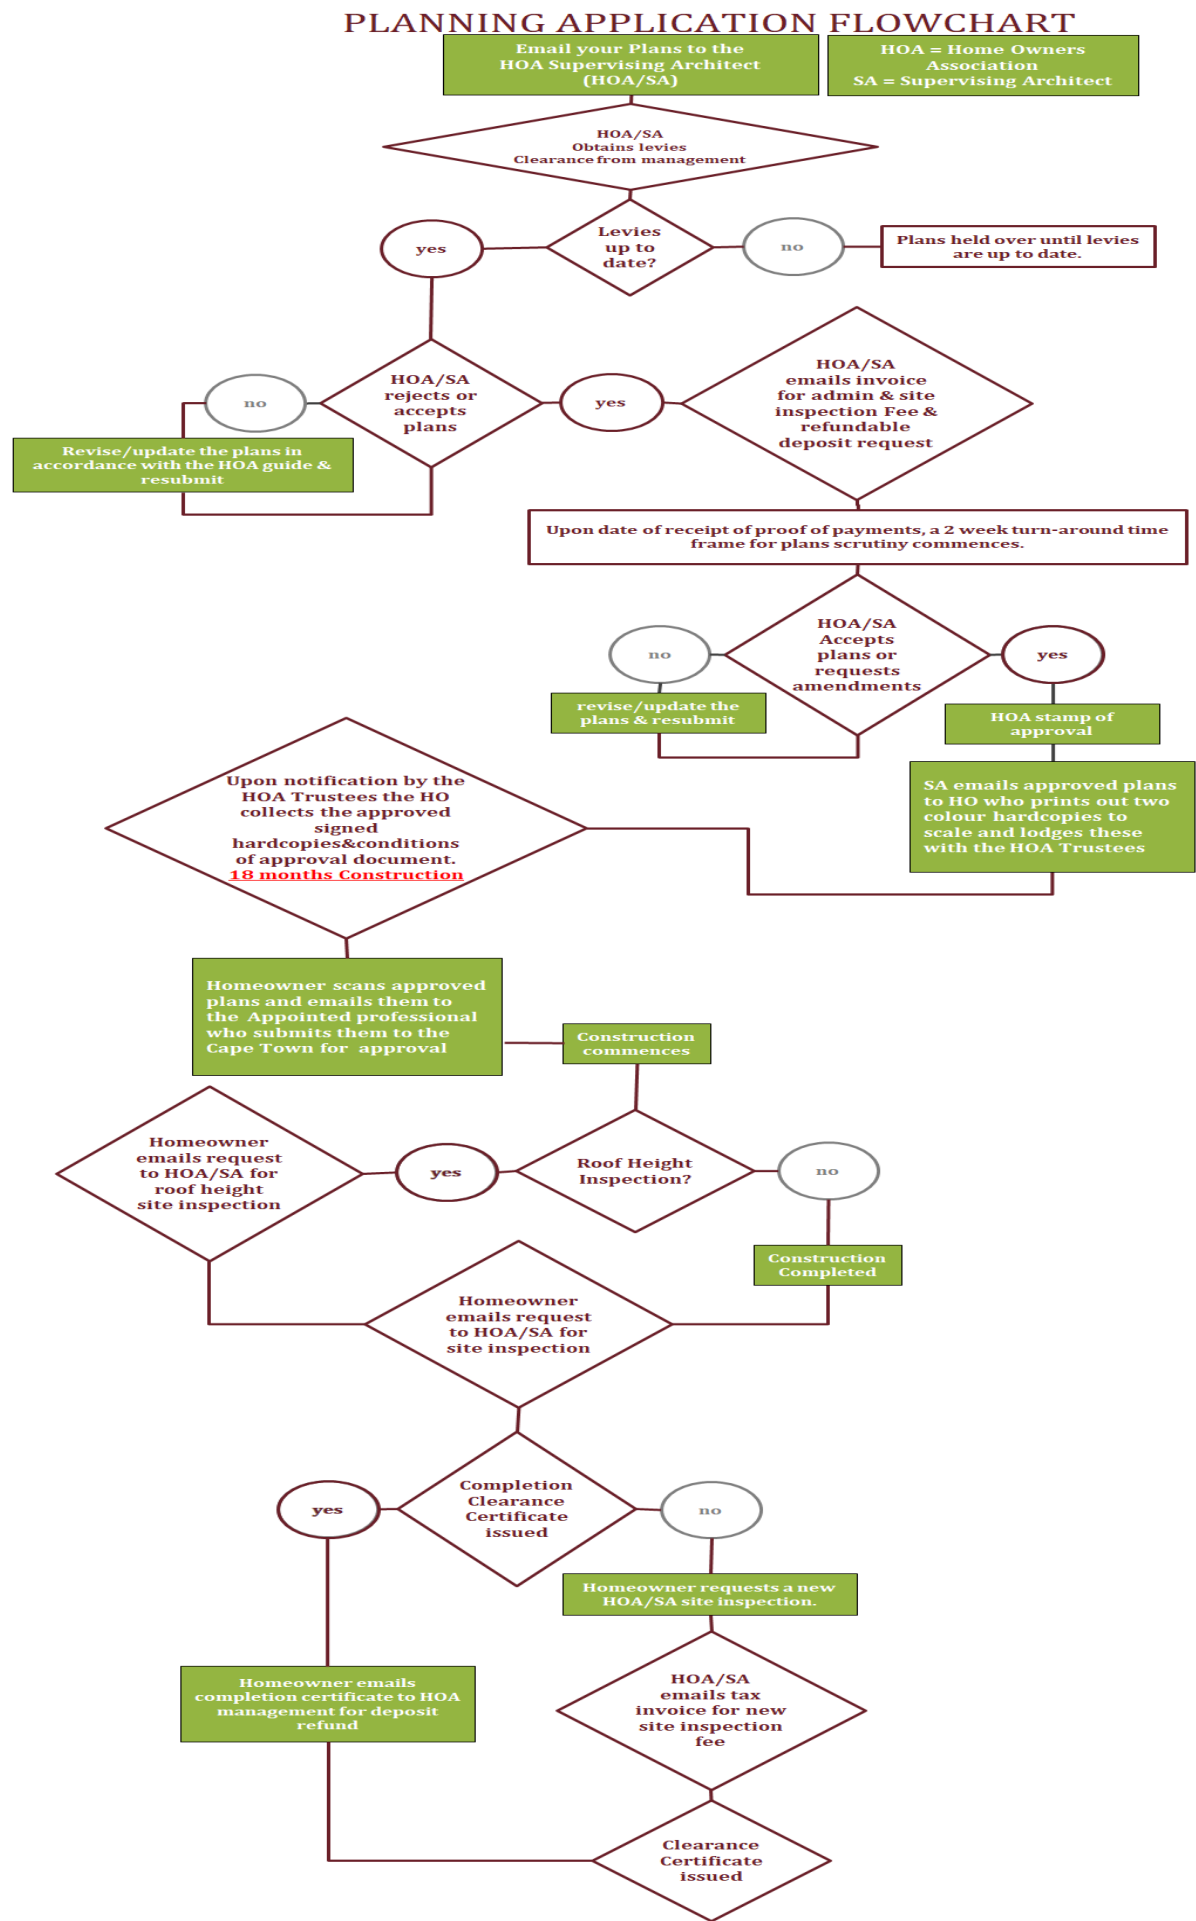 PLANNING APPLICATION FLOWCHART
Email your Plans to the
HOA Supervising Architect
(HOA/SA)
HOA = Home Owners
Association
SA = Supervising Architect
HOA/SA
Obtains levies
Clearance from management
Levies
up to
date?
yes
no
Plans held over until levies
are up to date.
HOA/SA
rejects or
accepts
plans
no
yes
HOA/SA
emails invoice
for admin & site
inspection Fee &
refundable
deposit request
Revise/update the plans in
accordance with the HOA guide &
resubmit
Upon date of receipt of proof of payments, a 2 week turn-around time
frame for plans scrutiny commences.
HOA/SA
Accepts
plans or
requests
amendments
no
yes
revise/update the
plans & resubmit
HOA stamp of
approval
SA emails approved plans
to HO who prints out two
colour hardcopies to
scale and lodges these
with the HOA Trustees
Upon notification by the
HOA Trustees the HO
collects the approved
signed
hardcopies&conditions
of approval document.
18 months Construction
Homeowner scans approved
plans and emails them to
the Appointed professional
who submits them to the
Cape Town for approval
Construction
commences
Roof Height
Inspection?
yes
no
Homeowner
emails request
to HOA/SA for
roof height
site inspection
Construction
Completed
Homeowner
emails request
to HOA/SA for
site inspection
Completion
Clearance
Certificate
issued
yes
no
Homeowner requests a new
HOA/SA site inspection.
HOA/SA
emails tax
invoice for new
site inspection
fee
Homeowner emails
completion certificate to HOA
management for deposit
refund
Clearance
Certificate
issued